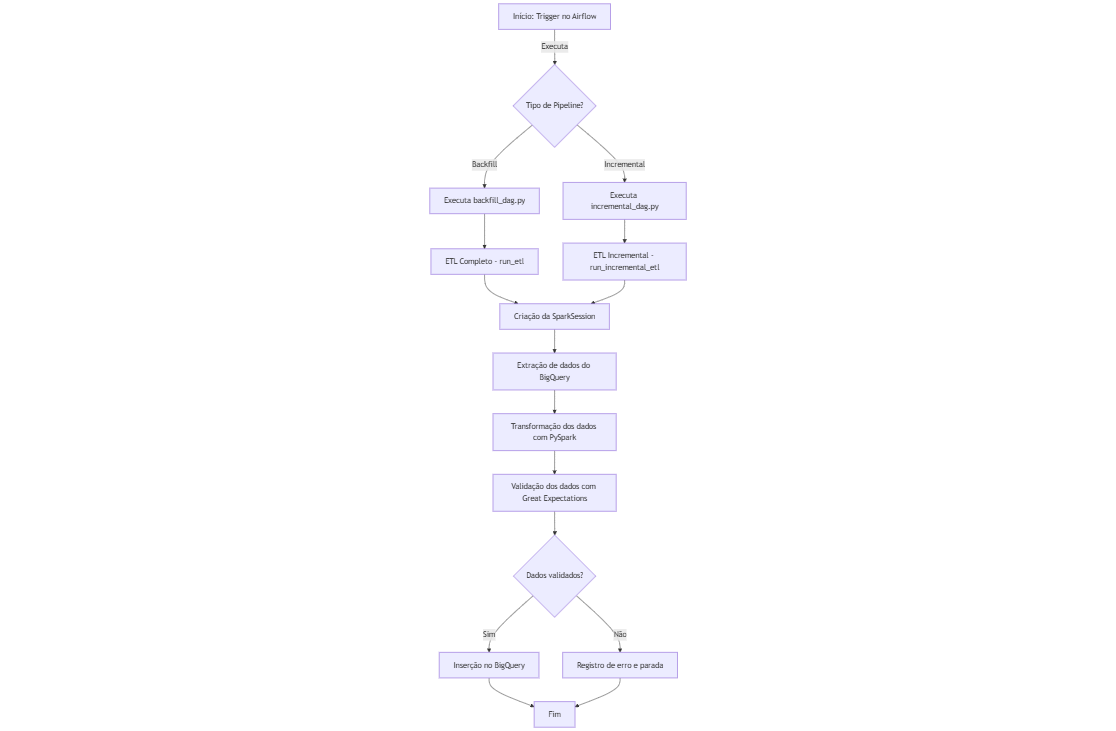 Início: Trigger no Airflow
Executa
Tipo de Pipeline?
Backfill
Incremental
Executa backfill_dag.py
Executa
incremental_dag.py
ETL Completo - run_etl
ETL Incremental -
run_incremental_etl
Criação da SparkSession
Extração de dados do
BigQuery
Transformação dos dados
com PySpark
Validação dos dados com
Great Expectations
Dados validados?
Sim
Não
Inserção no BigQuery
Registro de erro e parada
Fim